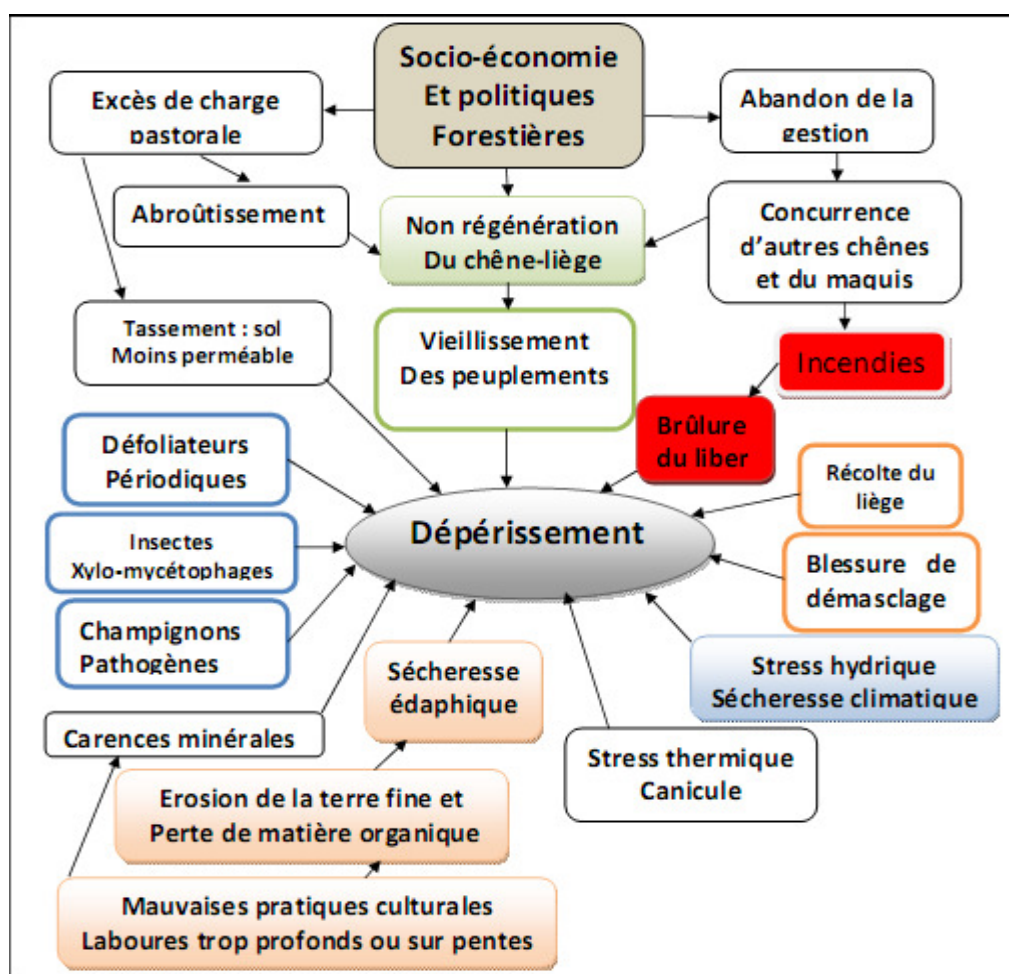 Socio-économie
Et politiques
Forestières
Excès de charge
pastorale
Abandon de la
gestion
Abroûtissement
Non régénération
Du chêne-liège
Concurrence
d’autres chênes
et du maquis
Tassement : sol
Moins perméable
Vieillissement
Des peuplements
Incendies
Brûlure
du liber
Défoliateurs
Périodiques
Récolte du
liège
Dépérissement
Insectes
Xylo-mycétophages
Blessure de
démasclage
Champignons
Pathogènes
Sécheresse
édaphique
Stress hydrique
Sécheresse climatique
Carences minérales
Stress thermique
Canicule
Erosion de la terre fine et
Perte de matière organique
Mauvaises pratiques culturales
Laboures trop profonds ou sur pentes